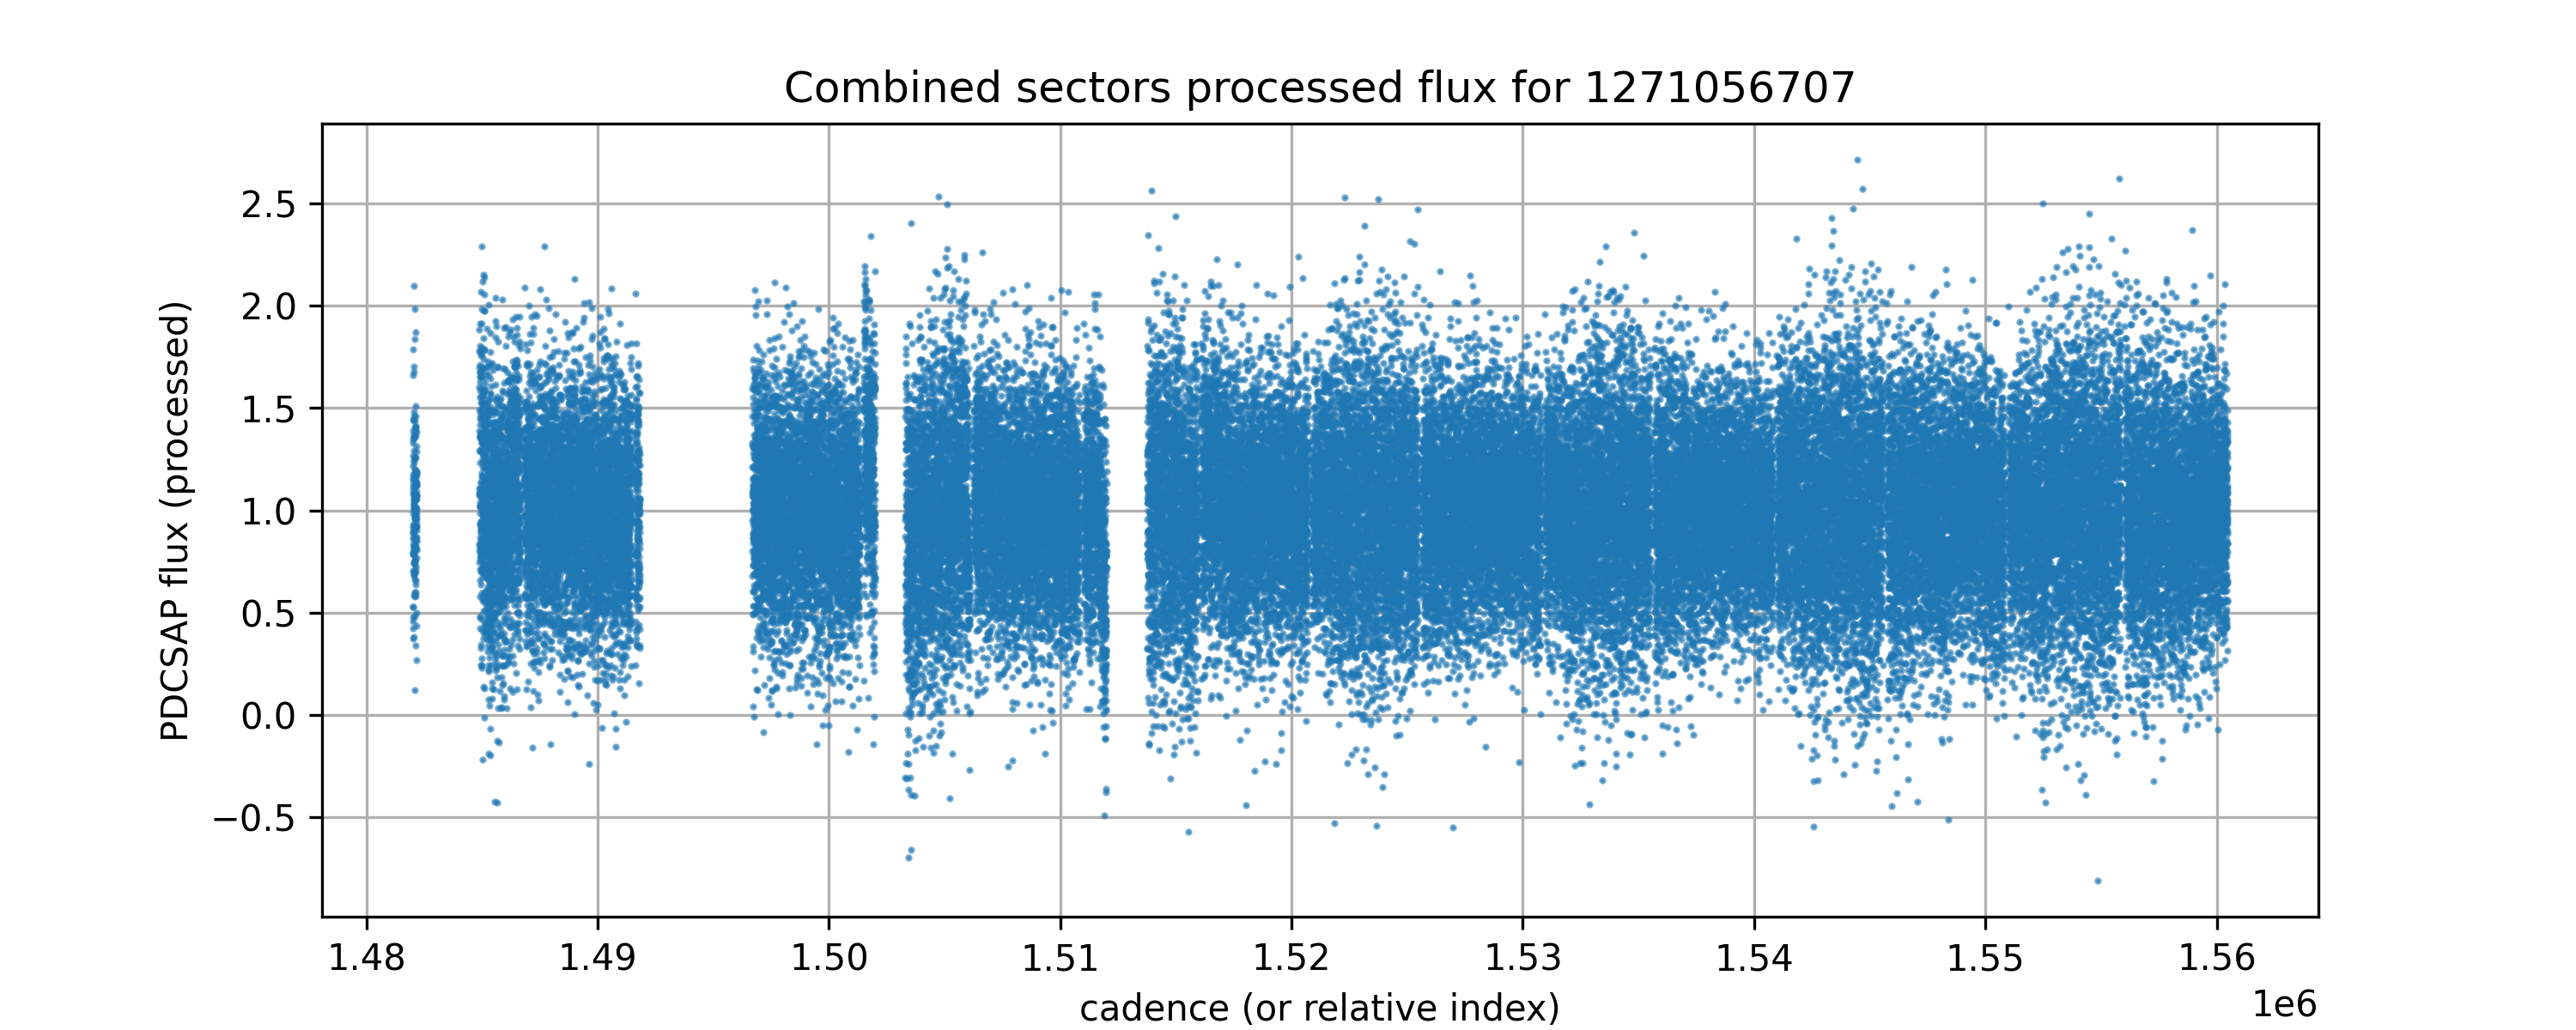 Combined sectors processed flux for 1271056707
PDCSAP flux (processed)
2.5
2.0
1.5
1.0
0.5
0.0
−0.5
1.48 1.49 1.50 1.51 1.52 1.53 1.54 1.55 1.56
cadence (or relative index)
1e6